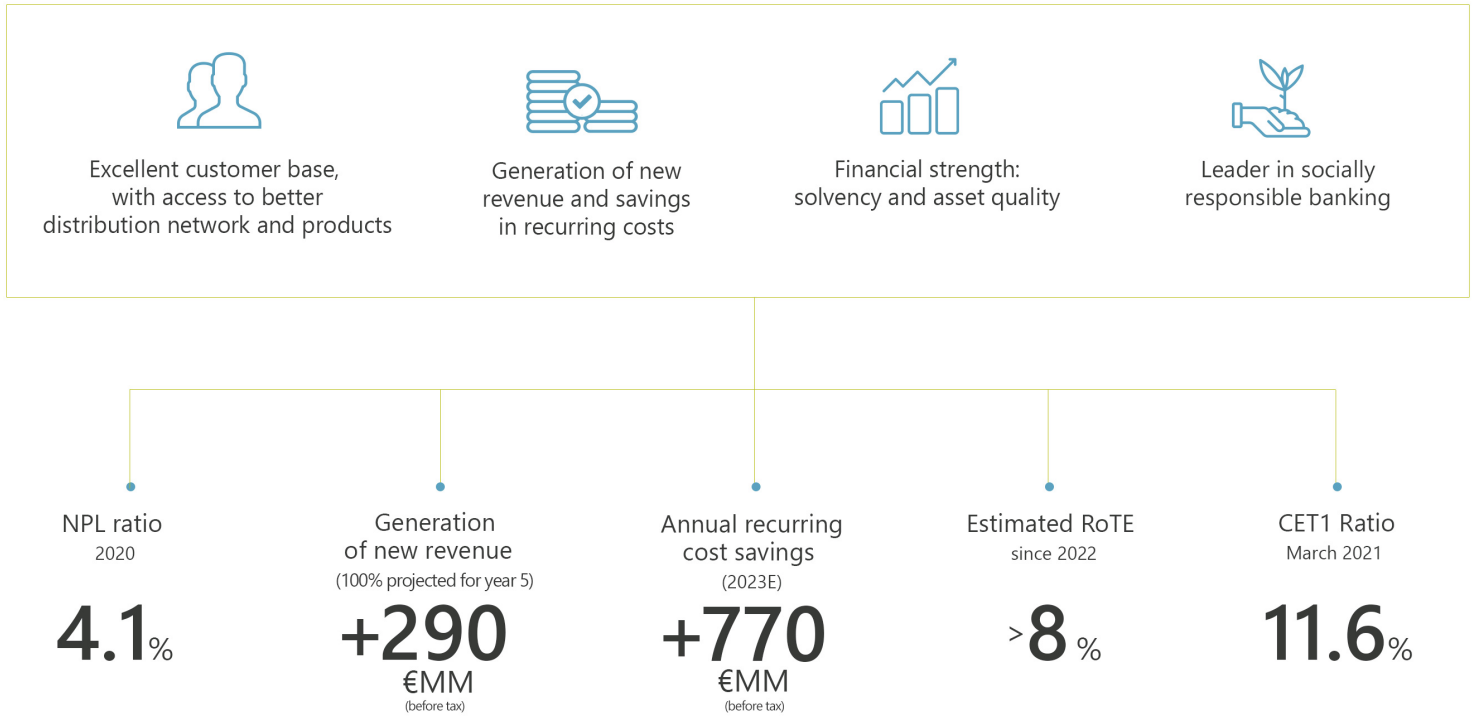 Excellent customer base,
with access to better
distribution network and products
Generation of new
revenue and savings
in recurring costs
Financial strength:
solvency and asset quality
Leader in socially
responsible banking
NPL ratio
2020
4.1%
Generation
of new revenue
(100% projected for year 5)
+290
€MM
(before tax)
Annual recurring
cost savings
(2023E)
+770
€MM
(before tax)
Estimated RoTE
since 2022
>8 %
CET1 Ratio
March 2021
11.6%